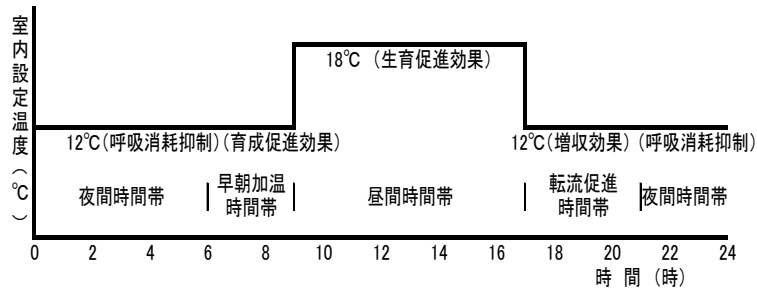 室内設定温度（℃）
18℃（生育促進効果）
12℃（呼吸消耗抑制）（育成促進効果）
12℃（増収効果）（呼吸消耗抑制）
夜間時間帯
早朝加温
時間帯
昼間時間帯
転流促進
時間帯
夜間時間帯
0 2 4 6 8 10 12 14 16 18 20 22 24
時間（時）